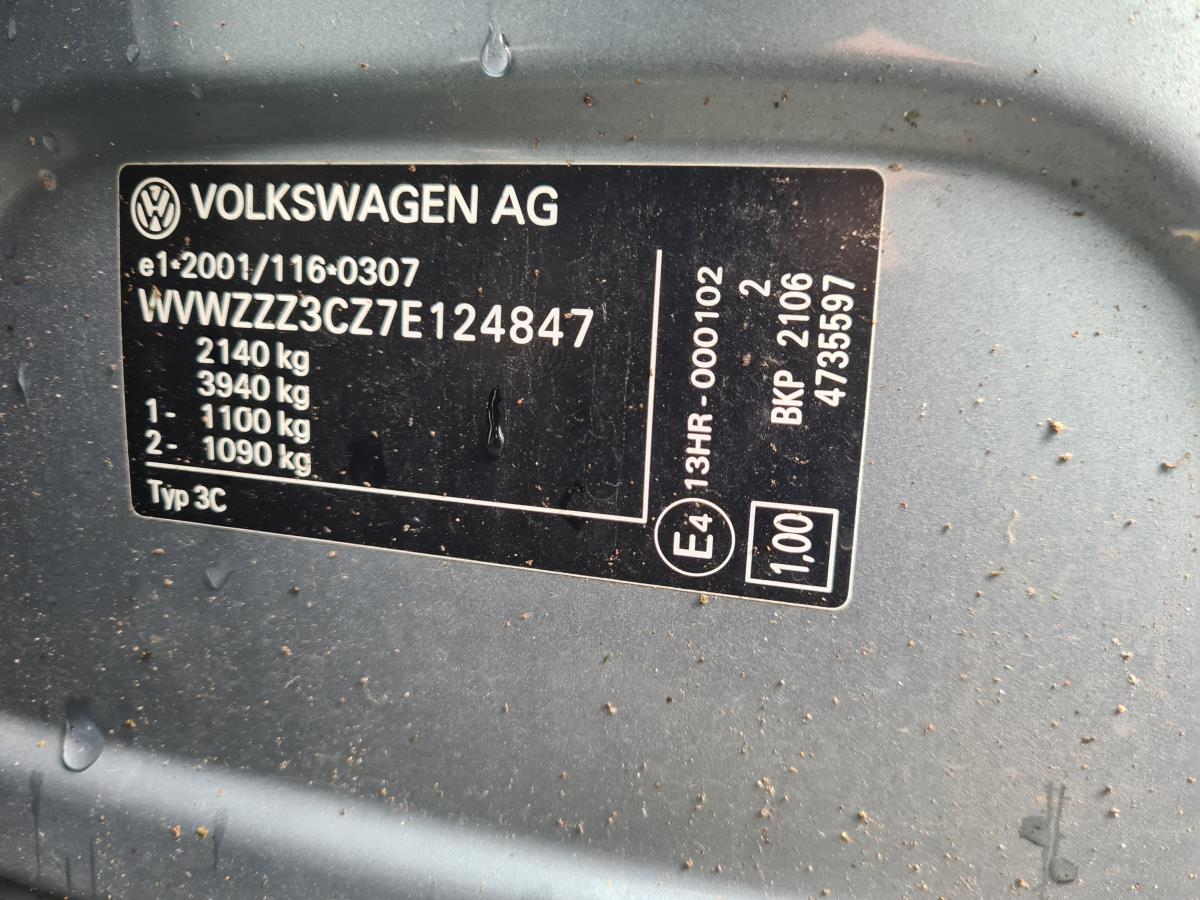 VOLKSWAGEN AG
e1*2001/116*0307
WVWZZZ3CZ7E124847
2140 kg
3940 kg
1- 1100 kg
2- 1090 kg
Typ 3C
E4 13HR-000102
2
BKP 2106
4735597
1,00